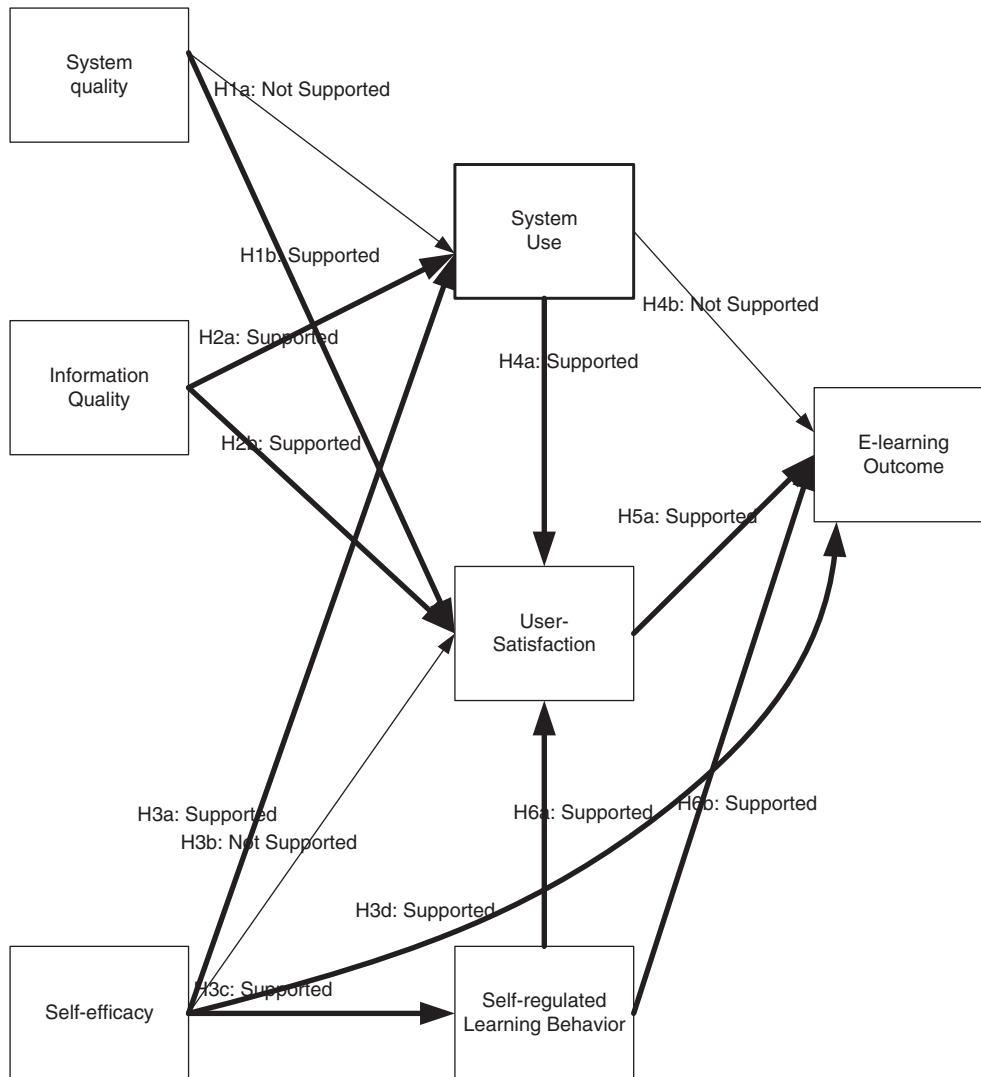 System
quality
H1a: Not Supported
System
Use
H1b: Supported
H4b: Not Supported
H2a: Supported
H4a: Supported
Information
Quality
H2b: Supported
E-learning
Outcome
H5a: Supported
User-
Satisfaction
H3a: Supported
H6a: Supported
H6b: Supported
H3b: Not Supported
H3d: Supported
H3c: Supported
Self-efficacy
Self-regulated
Learning Behavior